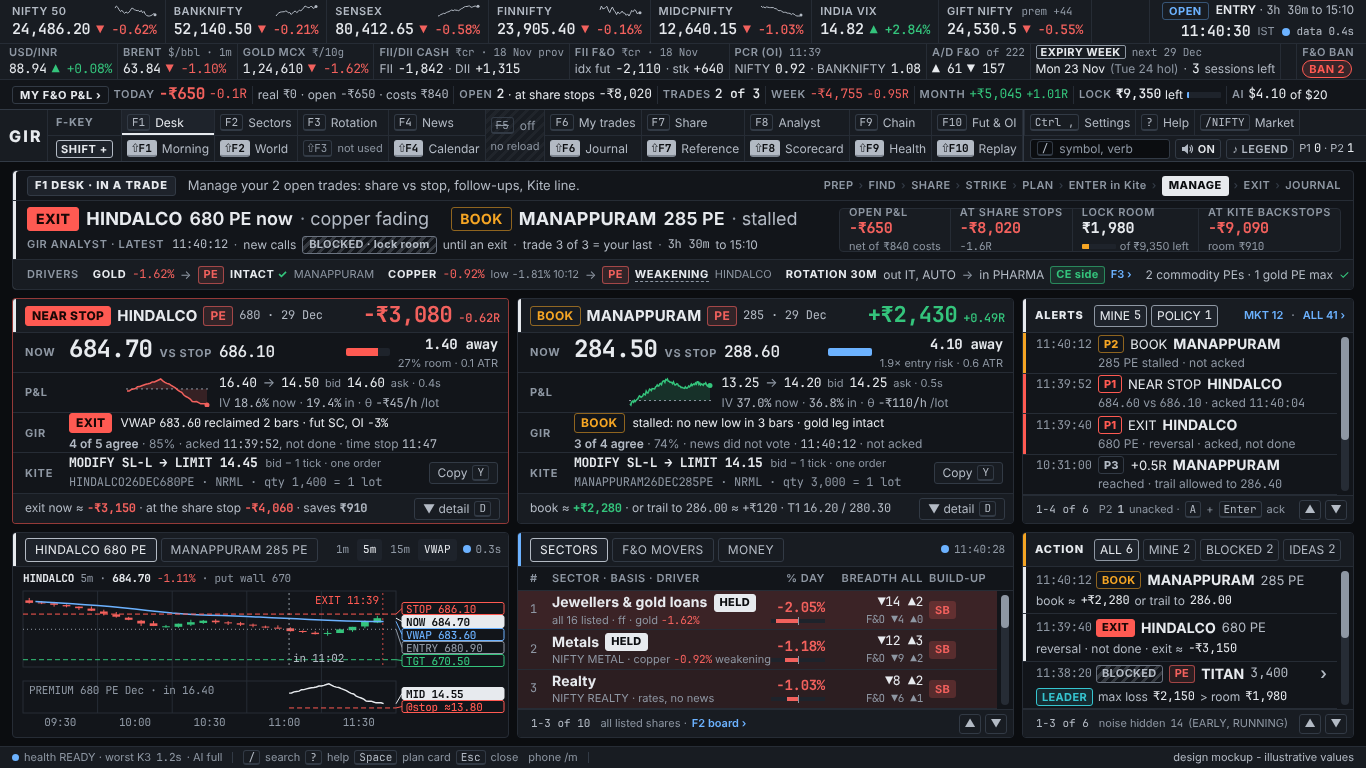 NIFTY 50 BANKNIFTY SENSEX FINNIFTY MIDCPNIFTY INDIA VIX GIFT NIFTY prem +44 OPEN ENTRY · 3h 30m to 15:10
24,486.20 ▼ -0.62% 52,140.50 ▼ -0.21% 80,412.65 ▼ -0.58% 23,905.40 ▼ -0.16% 12,640.15 ▼ -1.03% 14.82 ▲ +2.84% 24,530.5 ▼ -0.55% 11:40:30 IST data 0.4s
USD/INR BRENT $/bbl · 1m GOLD MCX ₹/10g FII/DII CASH ₹cr · 18 Nov prov FII F&O ₹cr · 18 Nov PCR (OI) 11:39 A/D F&O of 222 EXPIRY WEEK next 29 Dec F&O BAN
88.94 ▲ +0.08% 63.84 ▼ -1.10% 1,24,610 ▼ -1.62% FII -1,842 · DII +1,315 idx fut -2,110 · stk +640 NIFTY 0.92 · BANKNIFTY 1.08 ▲ 61 ▼ 157 Mon 23 Nov (Tue 24 hol) · 3 sessions left BAN 2
MY F&O P&L › TODAY -₹650 -0.1R real ₹0 · open -₹650 · costs ₹840 OPEN 2 · at share stops -₹8,020 TRADES 2 of 3 WEEK -₹4,755 -0.95R MONTH +₹5,045 +1.01R LOCK ₹9,350 left AI $4.10 of $20
GIR F-KEY F1 Desk F2 Sectors F3 Rotation F4 News F5 off F6 My trades F7 Share F8 Analyst F9 Chain F10 Fut & OI Ctrl , Settings ? Help /NIFTY Market
SHIFT + ⇧F1 Morning ⇧F2 World ⇧F3 not used ⇧F4 Calendar no reload ⇧F6 Journal ⇧F7 Reference ⇧F8 Scorecard ⇧F9 Health ⇧F10 Replay / symbol, verb ON ♪ LEGEND P1 0 · P2 1
F1 DESK · IN A TRADE Manage your 2 open trades: share vs stop, follow-ups, Kite line. PREP › FIND › SHARE › STRIKE › PLAN › ENTER in Kite › MANAGE › EXIT › JOURNAL
EXIT HINDALCO 680 PE now · copper fading BOOK MANAPPURAM 285 PE · stalled
GIR ANALYST · LATEST 11:40:12 · new calls BLOCKED · lock room until an exit · trade 3 of 3 = your last · 3h 30m to 15:10
OPEN P&L AT SHARE STOPS LOCK ROOM AT KITE BACKSTOPS
-₹650 -₹8,020 ₹1,980 -₹9,090
net of ₹840 costs -1.6R of ₹9,350 left room ₹910
DRIVERS GOLD -1.62% → PE INTACT ✓ MANAPPURAM COPPER -0.92% low -1.81% 10:12 → PE WEAKENING HINDALCO ROTATION 30M out IT, AUTO → in PHARMA CE side F3 › 2 commodity PEs · 1 gold PE max ✓
NEAR STOP HINDALCO PE 680 · 29 Dec -₹3,080 -0.62R
NOW 684.70 VS STOP 686.10 1.40 away
27% room · 0.1 ATR
P&L 16.40 → 14.50 bid 14.60 ask · 0.4s
IV 18.6% now · 19.4% in · θ -₹45/h /lot
GIR EXIT VWAP 683.60 reclaimed 2 bars · fut SC, OI -3%
4 of 5 agree · 85% · acked 11:39:52, not done · time stop 11:47
KITE MODIFY SL-L → LIMIT 14.45 bid − 1 tick · one order
HINDALCO26DEC680PE · NRML · qty 1,400 = 1 lot Copy Y
exit now ≈ -₹3,150 · at the share stop -₹4,060 · saves ₹910 ▼ detail D
BOOK MANAPPURAM PE 285 · 29 Dec +₹2,430 +0.49R
NOW 284.50 VS STOP 288.60 4.10 away
1.9× entry risk · 0.6 ATR
P&L 13.25 → 14.20 bid 14.25 ask · 0.5s
IV 37.0% now · 36.8% in · θ -₹110/h /lot
GIR BOOK stalled: no new low in 3 bars · gold leg intact
3 of 4 agree · 74% · news did not vote · 11:40:12 · not acked
KITE MODIFY SL-L → LIMIT 14.15 bid − 1 tick · one order
MANAPPURAM26DEC285PE · NRML · qty 3,000 = 1 lot Copy Y
book ≈ +₹2,280 · or trail to 286.00 ≈ +₹120 · T1 16.20 / 280.30 ▼ detail D
ALERTS MINE 5 POLICY 1 MKT 12 · ALL 41 ›
11:40:12 P2 BOOK MANAPPURAM
285 PE stalled · not acked
11:39:52 P1 NEAR STOP HINDALCO
684.60 vs 686.10 · acked 11:40:04
11:39:40 P1 EXIT HINDALCO
680 PE · reversal · acked, not done
10:31:00 P3 +0.5R MANAPPURAM
reached · trail allowed to 286.40
1-4 of 6 P2 1 unacked · A + Enter ack ▲ ▼
HINDALCO 680 PE MANAPPURAM 285 PE 1m 5m 15m VWAP 0.3s
HINDALCO 5m · 684.70 -1.11% · put wall 670
EXIT 11:39
STOP 686.10
NOW 684.70
VWAP 683.60
ENTRY 680.90
in 11:02 TGT 670.50
PREMIUM 680 PE Dec · in 16.40 MID 14.55
@stop ≈13.80
09:30 10:00 10:30 11:00 11:30
SECTORS F&O MOVERS MONEY 11:40:28
# SECTOR · BASIS · DRIVER % DAY BREADTH ALL BUILD-UP
1 Jewellers & gold loans HELD -2.05% ▼14 ▲2 SB
all 16 listed · ff · gold -1.62% F&O ▼4 ▲0
2 Metals HELD -1.18% ▼12 ▲3 SB
NIFTY METAL · copper -0.92% weakening F&O ▼9 ▲2
3 Realty -1.03% ▼8 ▲2 SB
NIFTY REALTY · rates, no news F&O ▼6 ▲1
1-3 of 10 all listed shares · F2 board › ▲ ▼
ACTION ALL 6 MINE 2 BLOCKED 2 IDEAS 2
11:40:12 BOOK MANAPPURAM 285 PE
book ≈ +₹2,280 or trail to 286.00
11:39:40 EXIT HINDALCO 680 PE
reversal · not done · exit ≈ -₹3,150
11:38:20 BLOCKED PE TITAN 3,400 ›
LEADER max loss ₹2,150 > room ₹1,980
1-3 of 6 noise hidden 14 (EARLY, RUNNING) ▲ ▼
health READY · worst K3 1.2s · AI full / search ? help Space plan card Esc close phone /m design mockup - illustrative values